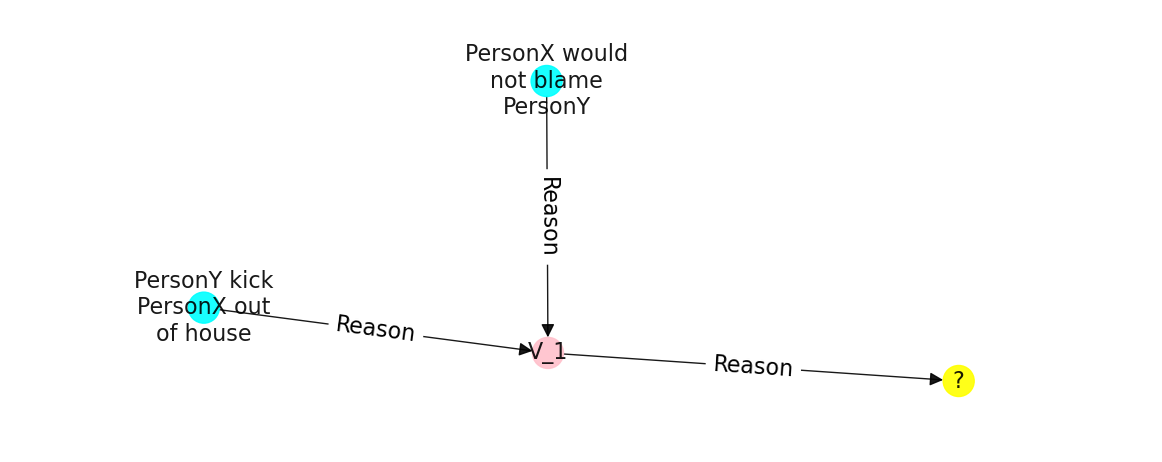 PersonX would
not blame
PersonY
Reason
PersonY kick
PersonX out
of house
Reason
V_1
Reason
?